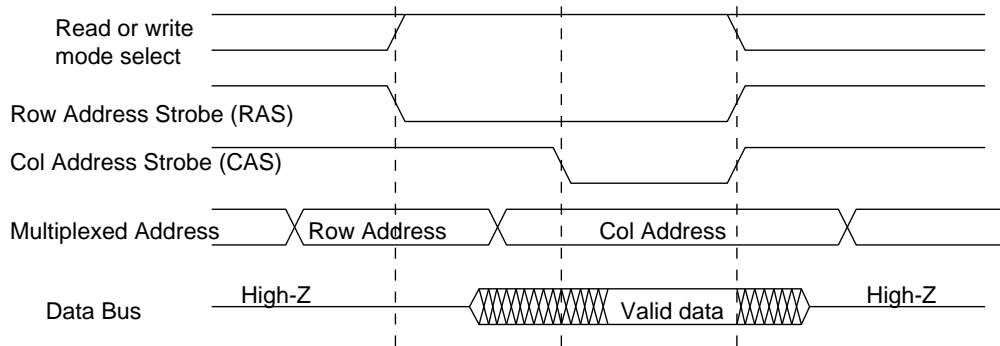 Read or write
mode select
Row Address Strobe (RAS)
Col Address Strobe (CAS)
Multiplexed Address
Row Address
Col Address
Data Bus
High-Z
Valid data
High-Z